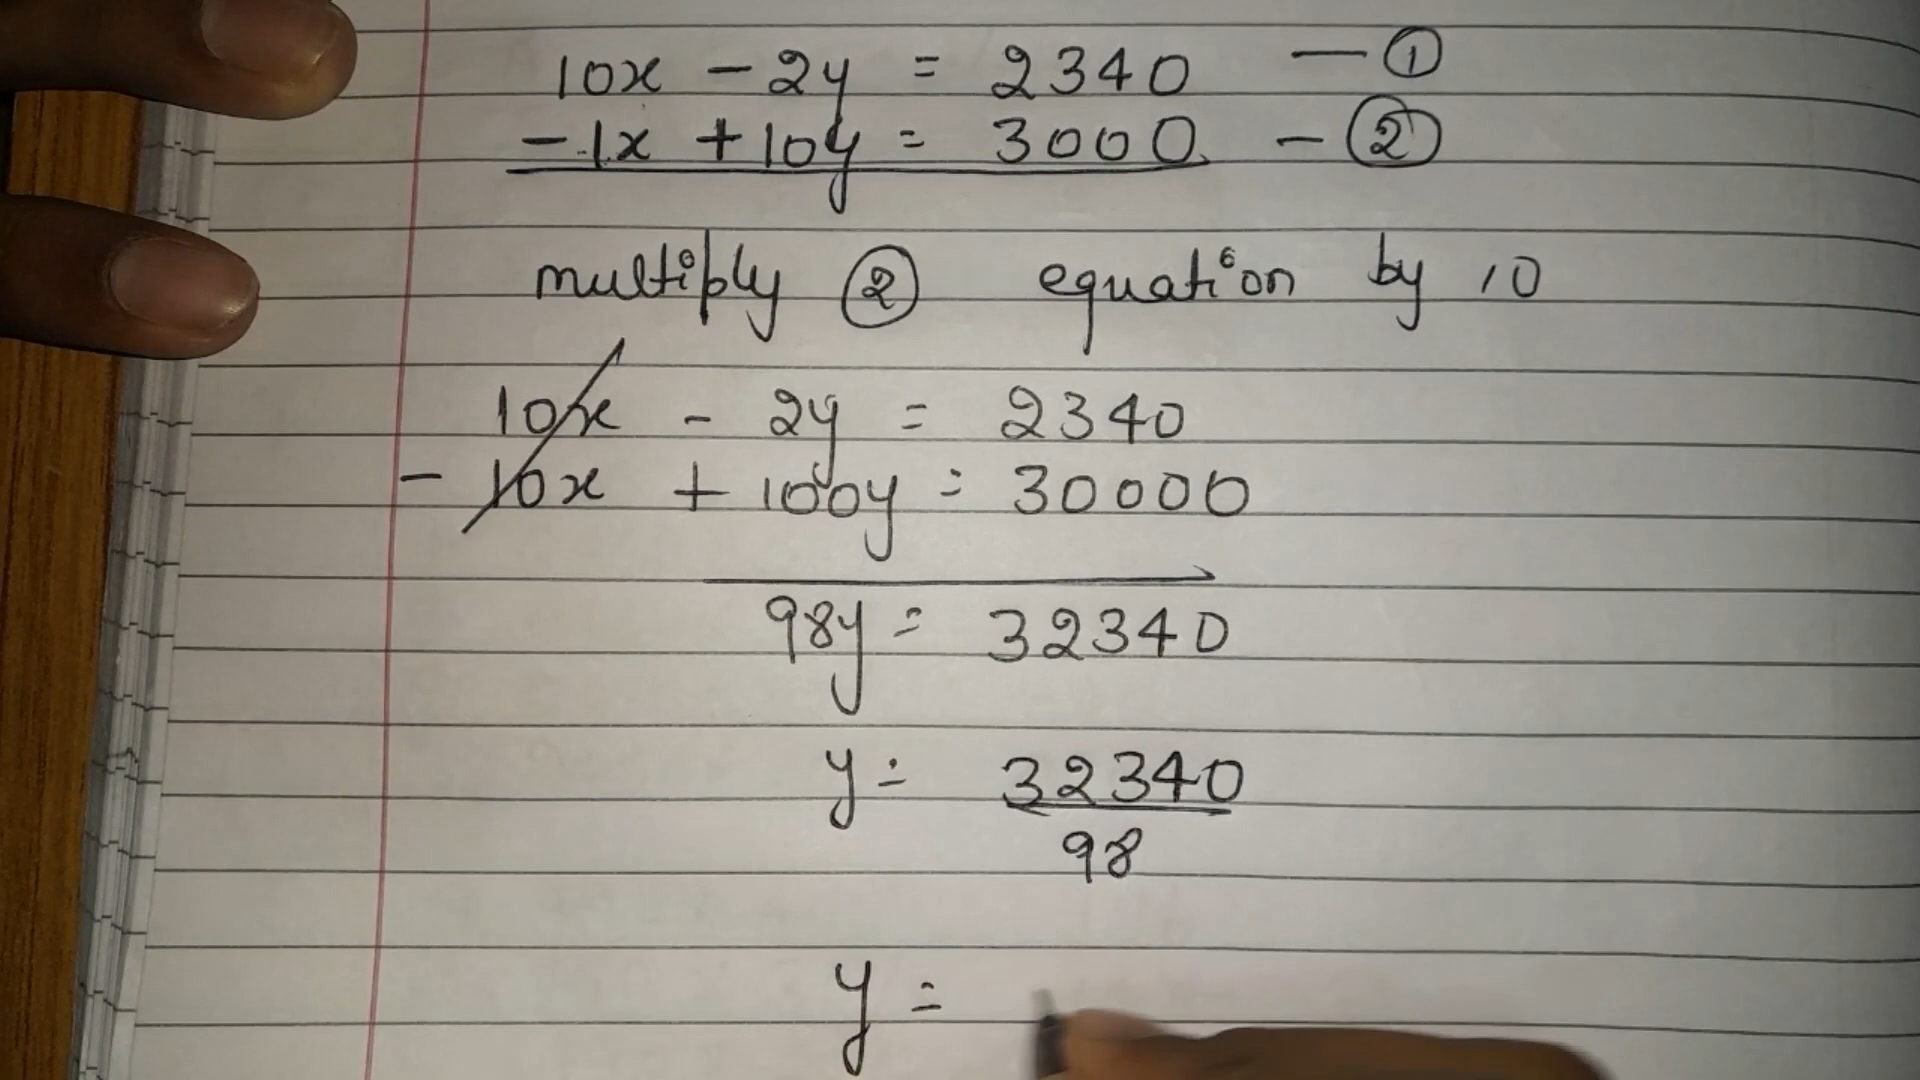 10x - 2y = 2340 — ①
-1x + 10y = 3000 - ②
multiply ② equation by 10
10x - 2y = 2340
- 10x + 100y = 30000
98y = 32340
y = 32340
98
y =